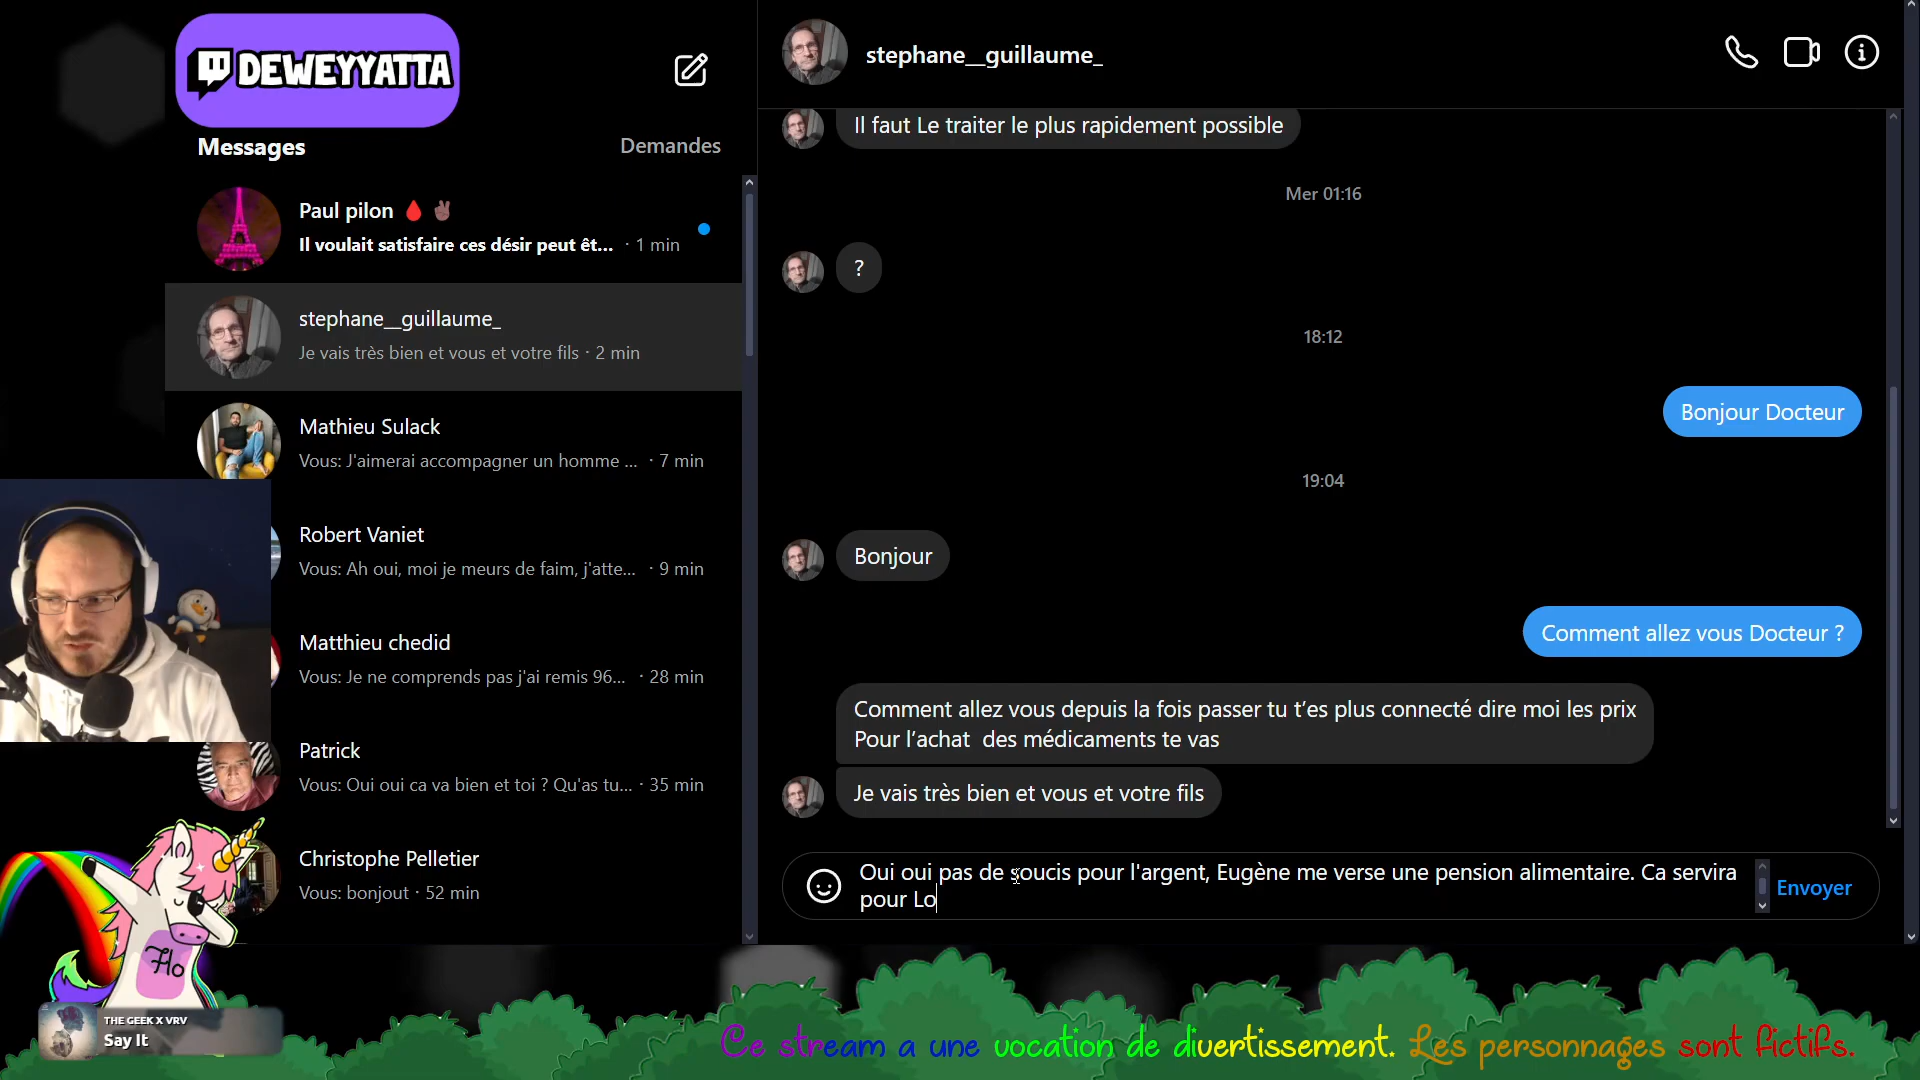 DEWEYYATTA
Messages
Demandes
Paul pilon
Il voulait satisfaire ces désir peut êt... · 1 min
stephane__guillaume_
Je vais très bien et vous et votre fils · 2 min
Mathieu Sulack
Vous: J'aimerai accompagner un homme ... · 7 min
Robert Vaniet
Vous: Ah oui, moi je meurs de faim, j'atte... · 9 min
Matthieu chedid
Vous: Je ne comprends pas j'ai remis 96... · 28 min
Patrick
Vous: Oui oui ca va bien et toi ? Qu'as tu... · 35 min
Christophe Pelletier
Vous: bonjout · 52 min
Flo
THE GEEK X VRV
Say It
stephane__guillaume_
Il faut Le traiter le plus rapidement possible
Mer 01:16
?
18:12
Bonjour Docteur
19:04
Bonjour
Comment allez vous Docteur ?
Comment allez vous depuis la fois passer tu t’es plus connecté dire moi les prix
Pour l’achat  des médicaments te vas
Je vais très bien et vous et votre fils
Oui oui pas de soucis pour l'argent, Eugène me verse une pension alimentaire. Ca servira
pour Lo
Envoyer
Ce stream a une vocation de divertissement. Les personnages sont fictifs.